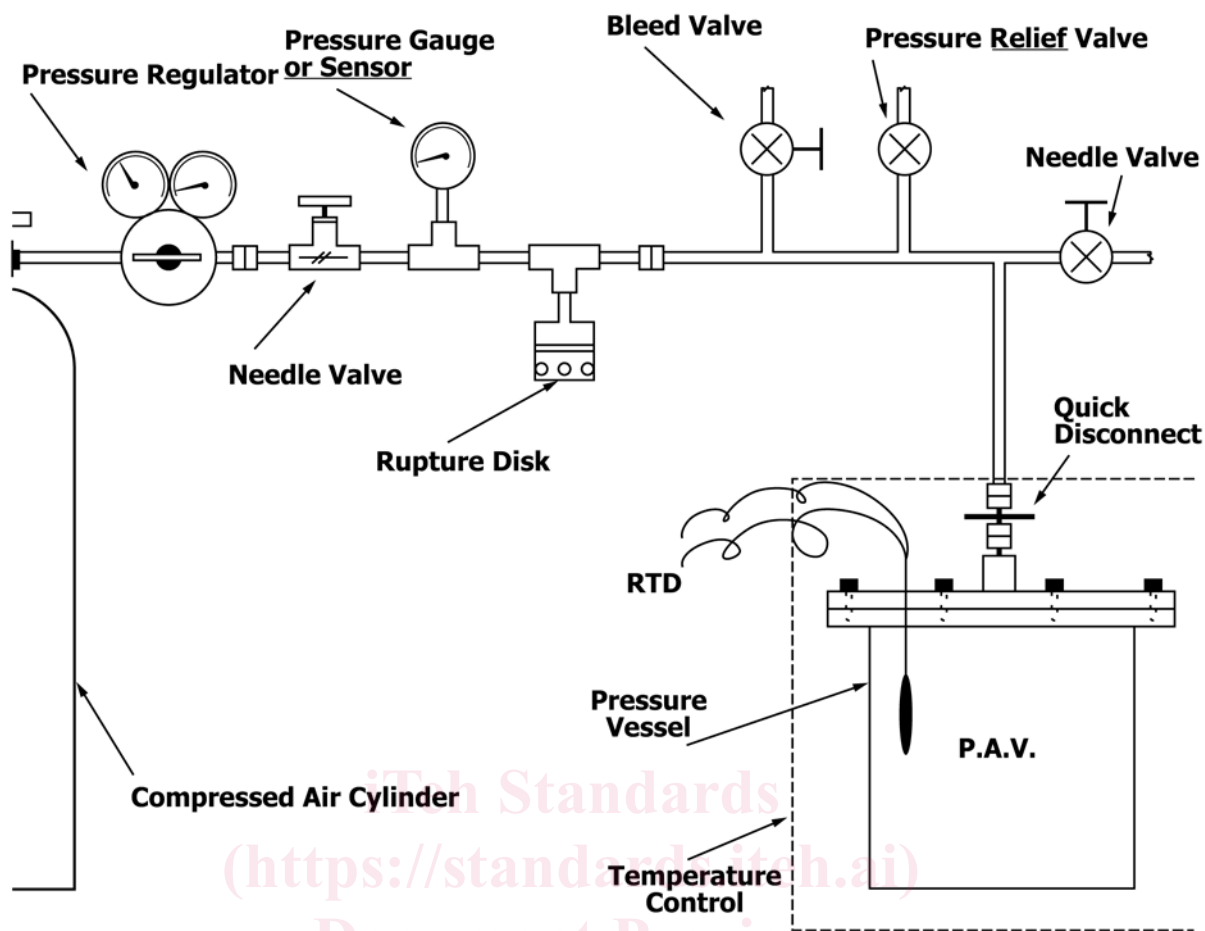 Bleed Valve
Pressure Gauge
or Sensor
Pressure Relief Valve
Pressure Regulator
Needle Valve
Needle Valve
Quick
Disconnect
Rupture Disk
RTD
Pressure
Vessel
P.A.V.
Compressed Air Cylinder
iTeh Standards
(https://standards.iteh.ai)
Temperature
Control